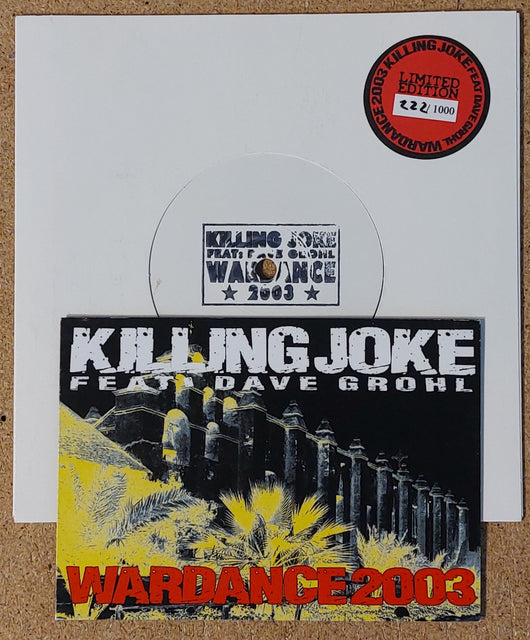 KILLING JOKE FEAT DAVE GROHL WARDANCE 2003
LIMITED
EDITION
222/1000
KILLING JOKE
FEAT: DAVE GROHL
WARDANCE
★ 2003 ★
KILLING JOKE
FEAT: DAVE GROHL
WARDANCE 2003